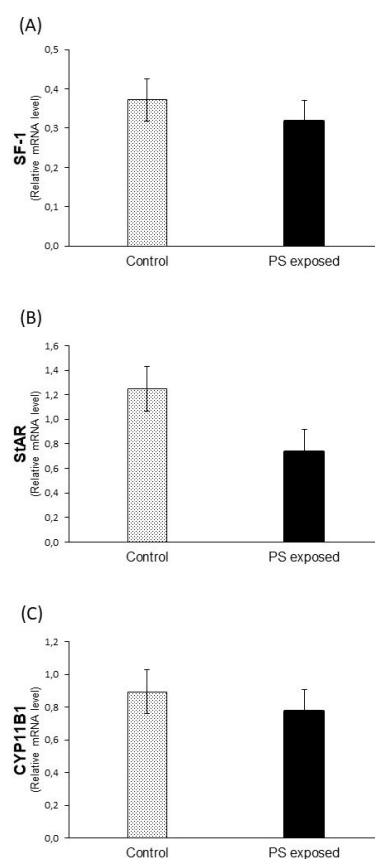 (A)
SF-1
(Relative mRNA level)
0,5
0,4
0,3
0,2
0,1
0,0
Control PS exposed
(B)
StAR
(Relative mRNA level)
1,6
1,4
1,2
1,0
0,8
0,6
0,4
0,2
0,0
Control PS exposed
(C)
CYP11B1
(Relative mRNA level)
1,2
1,0
0,8
0,6
0,4
0,2
0,0
Control PS exposed